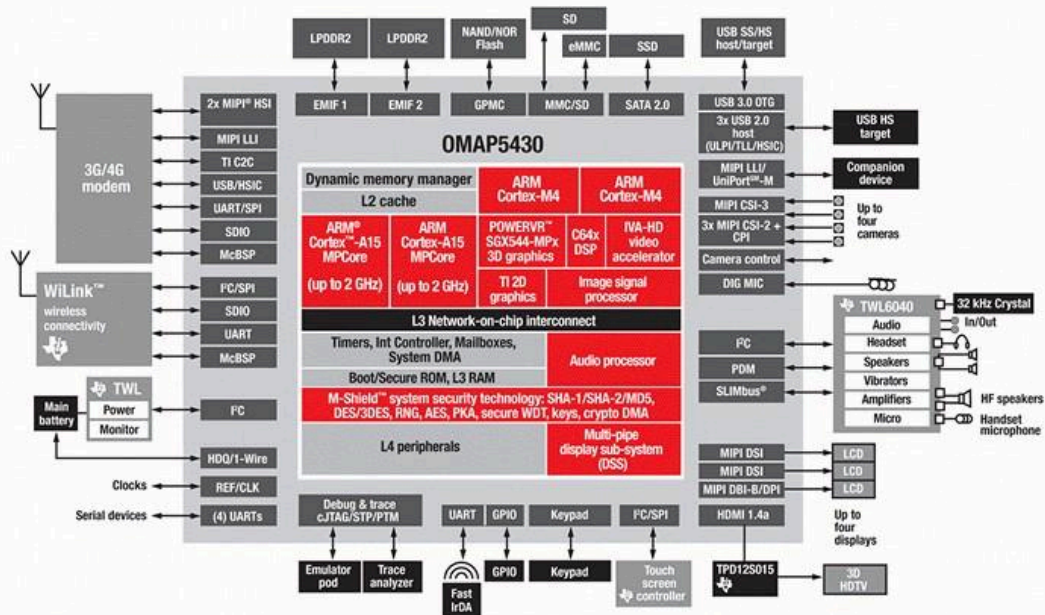 LPDDR2
LPDDR2
NAND/NOR
Flash
SD
eMMC
SSD
USB SS/HS
host/target
EMIF 1
EMIF 2
GPMC
MMC/SD
SATA 2.0
USB 3.0 OTG
3x USB 2.0
host
(ULPI/TLL/HSIC)
MIPI LLI/
UniPort℠-M
MIPI CSI-3
3x MIPI CSI-2 +
CPI
Camera control
DIG MIC
USB HS
target
Companion
device
Up to
four
cameras
3G/4G
modem
2x MIPI® HSI
MIPI LLI
TI C2C
USB/HSIC
UART/SPI
SDIO
McBSP
WiLink™
wireless
connectivity
I²C/SPI
SDIO
UART
McBSP
TWL
Power
Monitor
Main
battery
I²C
HDQ/1-Wire
Clocks
REF/CLK
Serial devices
(4) UARTs
OMAP5430
Dynamic memory manager
L2 cache
ARM
Cortex-M4
ARM
Cortex-M4
ARM®
Cortex™-A15
MPCore
(up to 2 GHz)
ARM
Cortex-A15
MPCore
(up to 2 GHz)
POWERVR™
SGX544-MPx
3D graphics
C64x
DSP
IVA-HD
video
accelerator
TI 2D
graphics
Image signal
processor
L3 Network-on-chip interconnect
Timers, Int Controller, Mailboxes,
System DMA
Boot/Secure ROM, L3 RAM
Audio processor
M-Shield™ system security technology: SHA-1/SHA-2/MD5,
DES/3DES, RNG, AES, PKA, secure WDT, keys, crypto DMA
L4 peripherals
Multi-pipe
display sub-system
(DSS)
I²C
PDM
SLIMbus®
TWL6040
Audio
Headset
Speakers
Vibrators
Amplifiers
Micro
32 kHz Crystal
In/Out
HF speakers
Handset
microphone
MIPI DSI
MIPI DSI
MIPI DBI-B/DPI
HDMI 1.4a
LCD
LCD
LCD
Up to
four
displays
Debug & trace
cJTAG/STP/PTM
UART
GPIO
Keypad
I²C/SPI
Emulator
pod
Trace
analyzer
Fast
IrDA
GPIO
Keypad
Touch
screen
controller
TPD12S015
3D
HDTV